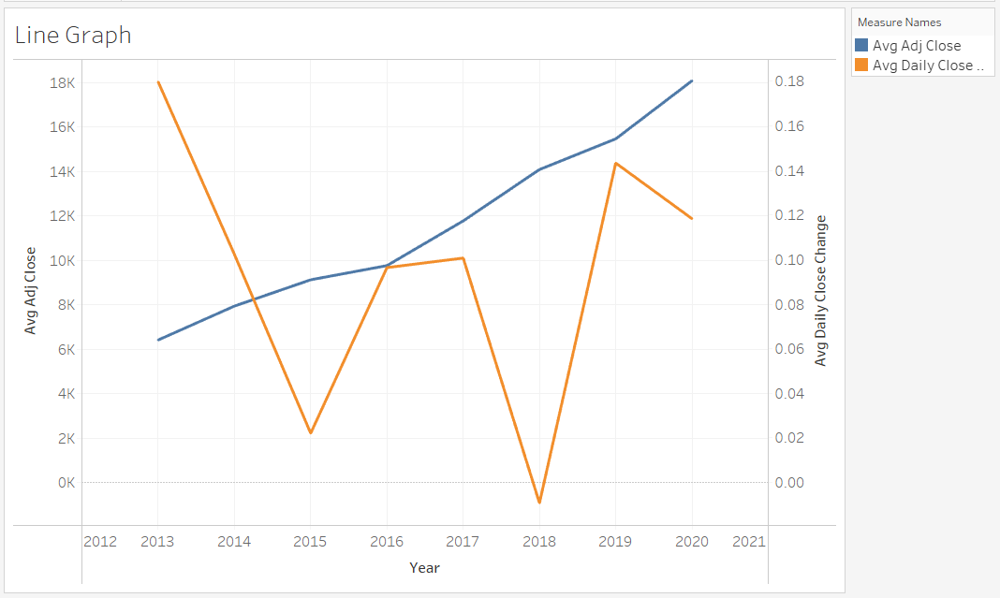 Line Graph
Measure Names
Avg Adj Close
Avg Daily Close ..
Avg Adj Close
18K
16K
14K
12K
10K
8K
6K
4K
2K
0K
0.18
0.16
0.14
0.12
0.10
0.08
0.06
0.04
0.02
0.00
Avg Daily Close Change
2012 2013 2014 2015 2016 2017 2018 2019 2020 2021
Year